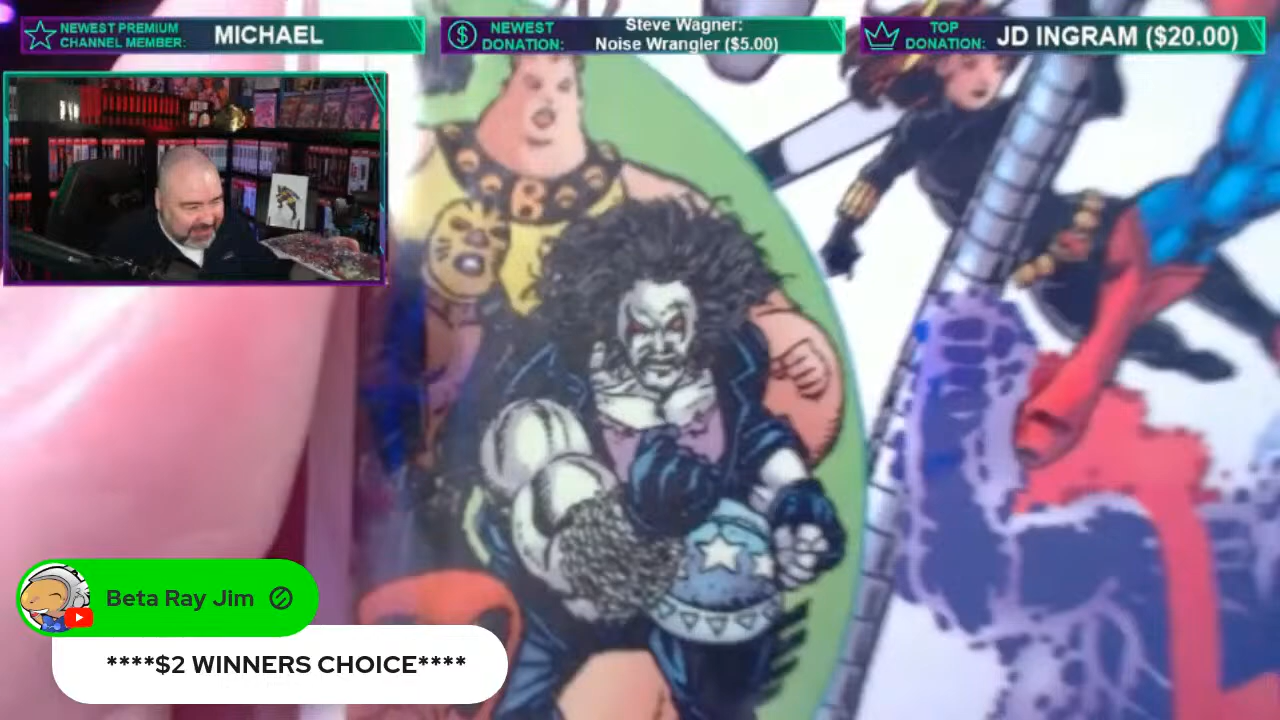 NEWEST PREMIUM
CHANNEL MEMBER:
MICHAEL
NEWEST
DONATION:
Steve Wagner:
Noise Wrangler ($5.00)
TOP
DONATION:
JD INGRAM ($20.00)
B
Beta Ray Jim
****$2 WINNERS CHOICE****